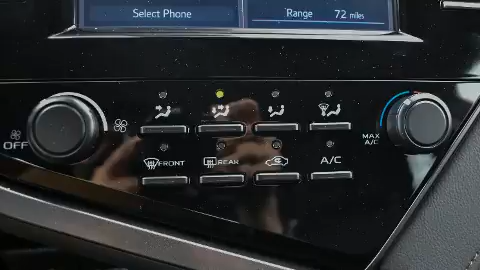 Select Phone
Range 72 miles
OFF
FRONT
REAR
A/C
MAX
A/C